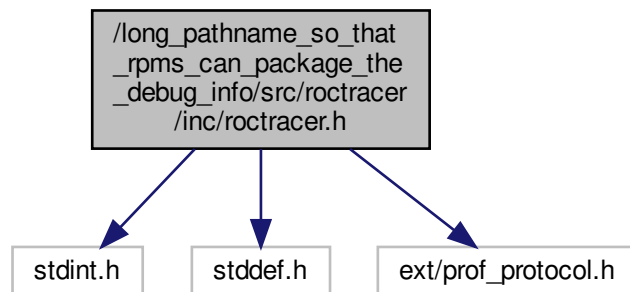 /long_pathname_so_that
_rpms_can_package_the
_debug_info/src/roctracer
/inc/roctracer.h
stdint.h
stddef.h
ext/prof_protocol.h